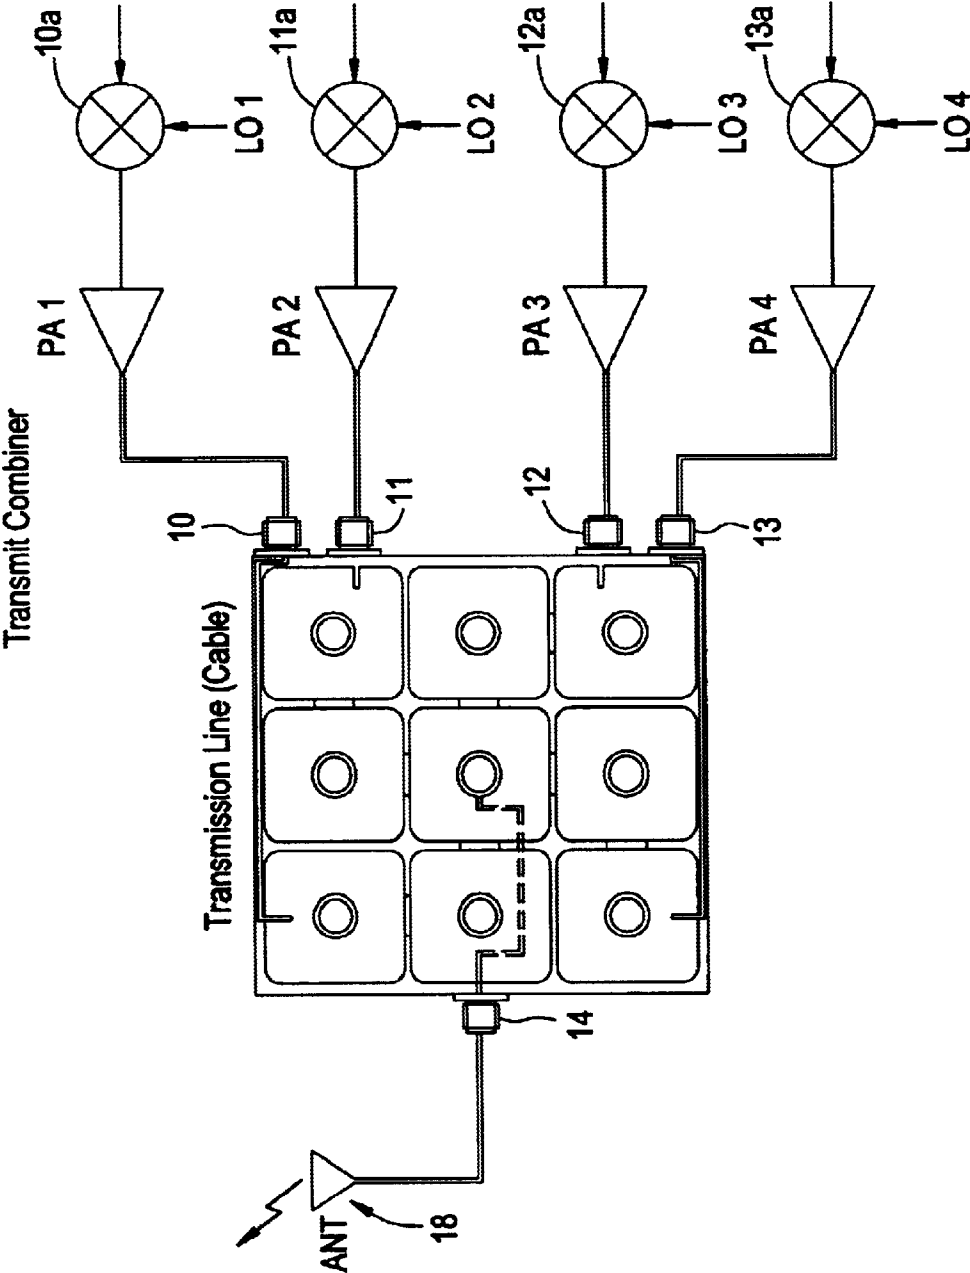 Transmit Combiner
10a
LO 1
11a
LO 2
12a
LO 3
13a
LO 4
PA 1
PA 2
PA 3
PA 4
10
11
12
13
Transmission Line (Cable)
14
ANT
18